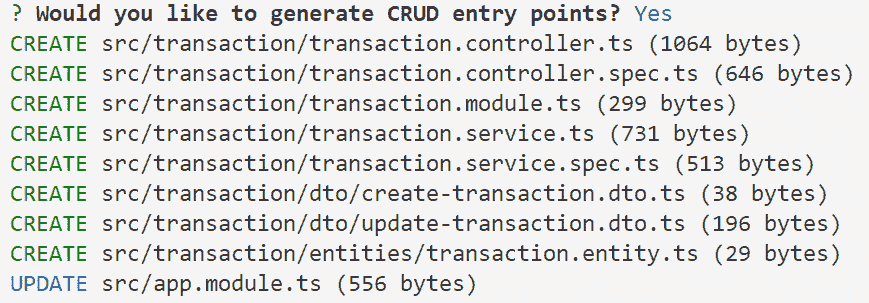 ? Would you like to generate CRUD entry points? Yes
CREATE src/transaction/transaction.controller.ts (1064 bytes)
CREATE src/transaction/transaction.controller.spec.ts (646 bytes)
CREATE src/transaction/transaction.module.ts (299 bytes)
CREATE src/transaction/transaction.service.ts (731 bytes)
CREATE src/transaction/transaction.service.spec.ts (513 bytes)
CREATE src/transaction/dto/create-transaction.dto.ts (38 bytes)
CREATE src/transaction/dto/update-transaction.dto.ts (196 bytes)
CREATE src/transaction/entities/transaction.entity.ts (29 bytes)
UPDATE src/app.module.ts (556 bytes)